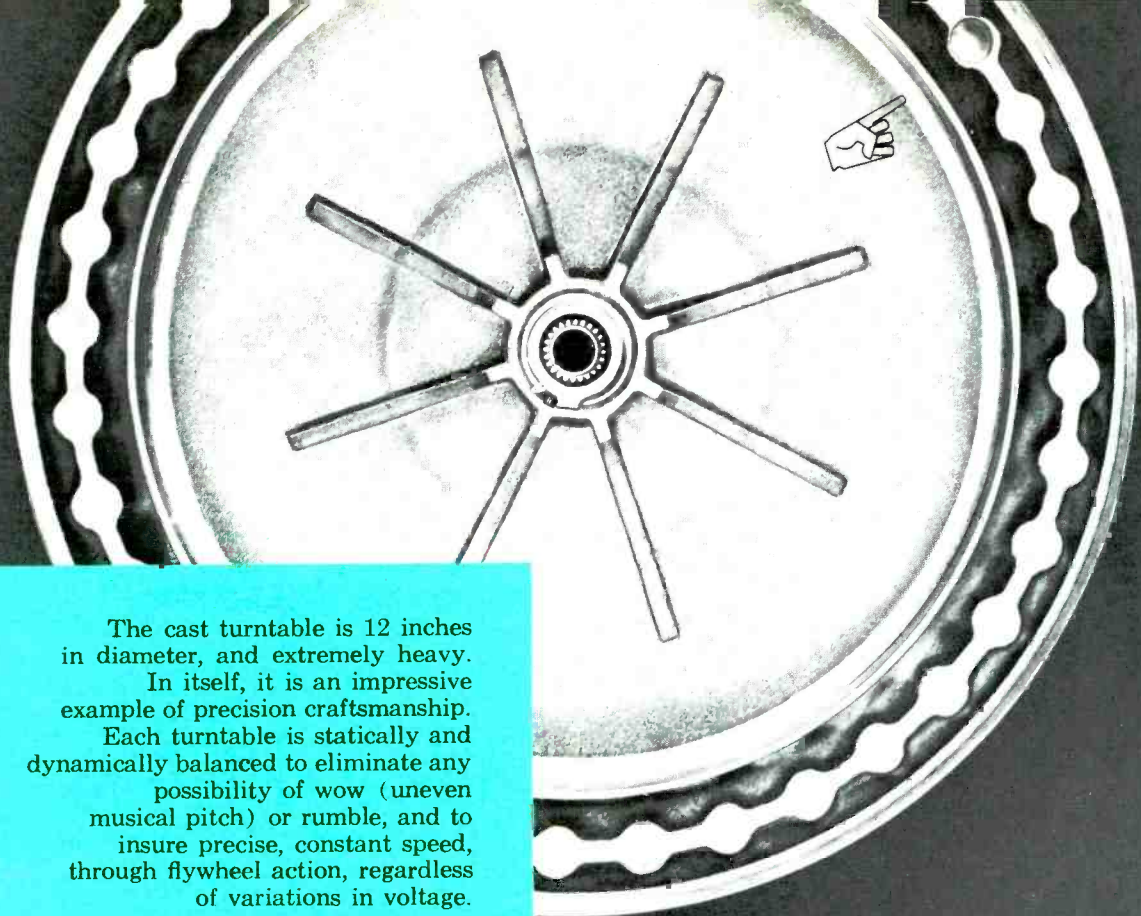 The cast turntable is 12 inches
in diameter, and extremely heavy.
In itself, it is an impressive
example of precision craftsmanship.
Each turntable is statically and
dynamically balanced to eliminate any
possibility of wow (uneven
musical pitch) or rumble, and to
insure precise, constant speed,
through flywheel action, regardless
of variations in voltage.